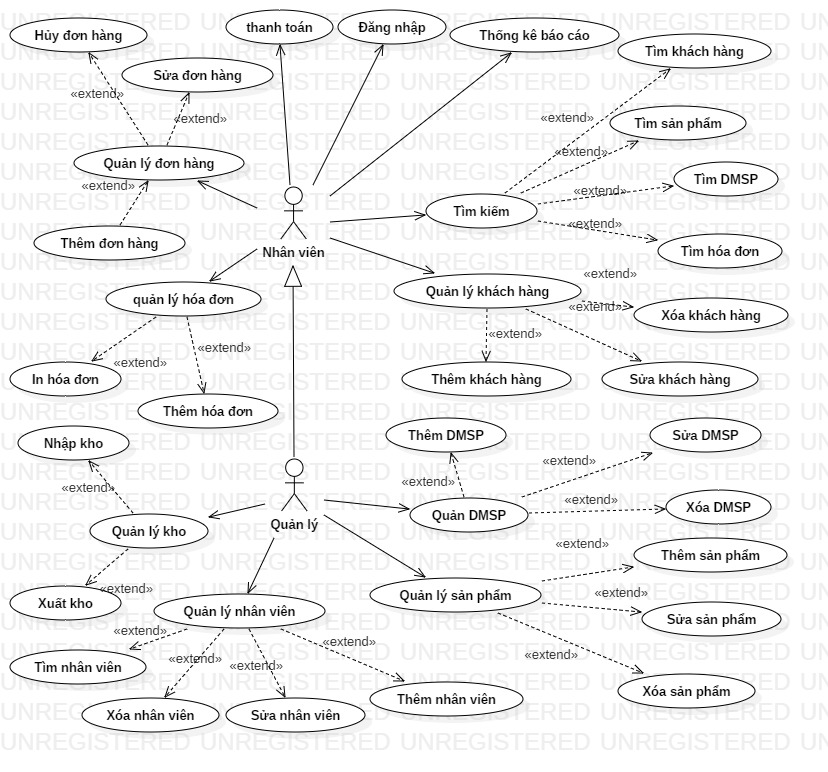 Hủy đơn hàng
thanh toán
Đăng nhập
Thống kê báo cáo
Tìm khách hàng
Sửa đơn hàng
«extend»
«extend»
«extend»
Tìm sản phẩm
«extend»
Quản lý đơn hàng
«extend»
«extend»
Tìm DMSP
Tìm kiếm
«extend»
Thêm đơn hàng
Nhân viên
Tìm hóa đơn
«extend»
Quản lý khách hàng
quản lý hóa đơn
«extend»
Xóa khách hàng
«extend»
«extend»
«extend»
In hóa đơn
Thêm khách hàng
Sửa khách hàng
Thêm hóa đơn
Nhập kho
Thêm DMSP
Sửa DMSP
«extend»
«extend»
«extend»
«extend»
Xóa DMSP
Quản DMSP
Quản lý
Quản lý kho
«extend»
Thêm sản phẩm
«extend»
«extend»
Quản lý sản phẩm
Xuất kho
Quản lý nhân viên
Sửa sản phẩm
«extend»
«extend»
«extend»
«extend»
«extend»
Tìm nhân viên
Xóa sản phẩm
Thêm nhân viên
Xóa nhân viên
Sửa nhân viên
UNREGISTERED